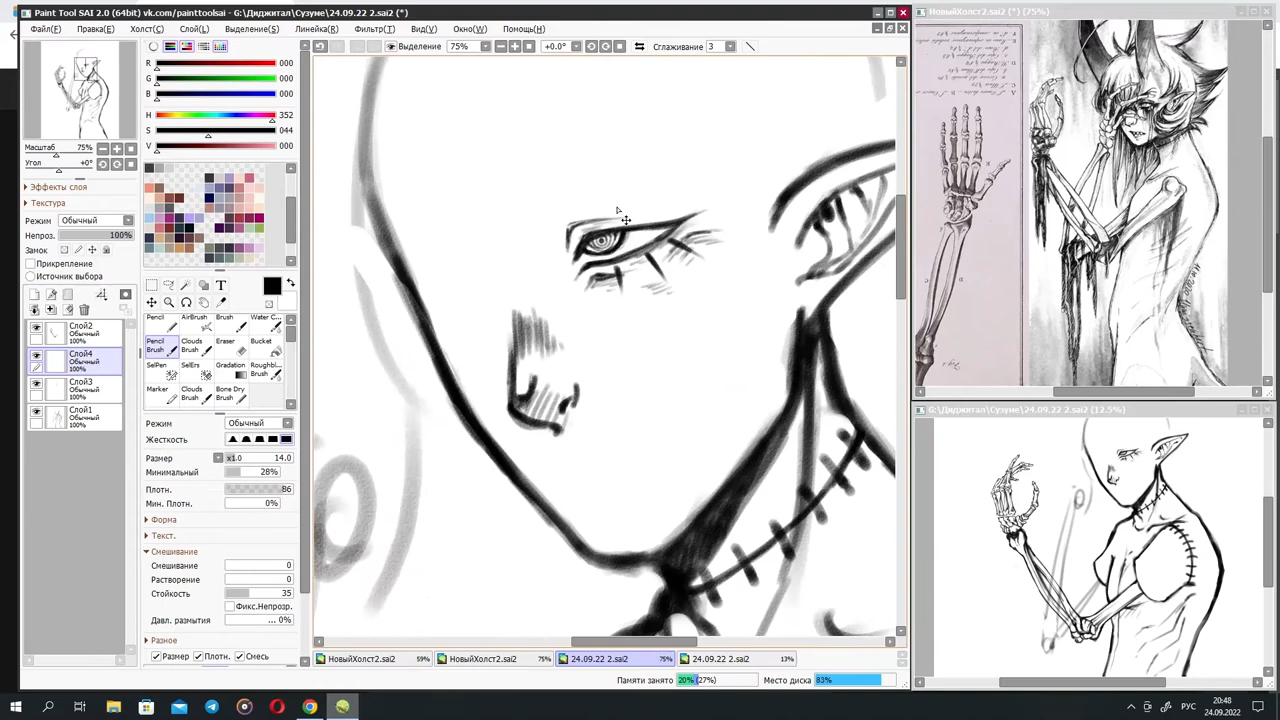 Paint Tool SAI 2.0 (64bit) vk.com/painttoolsai - G:\Диджитал\Сузуме\24.09.22 2.sai2 (*)
Файл(F) Правка(E) Холст(C) Слой(L) Выделение(S) Линейка(R) Фильтр(T) Вид(V) Окно(W) Помощь(H)
Выделение 75% +0.0° Сглаживание 3
R 000
G 000
B 000
H 352
S 044
V 000
Масштаб 75%
Угол +0°
Эффекты слоя
Текстура
Режим Обычный
Непрозр. 100%
Замок
Прикрепление
Источник выбора
Слой2
Обычный
100%
Слой4
Обычный
100%
Слой3
Обычный
100%
Слой1
Обычный
100%
T
Pencil AirBrush Brush Water C
Pencil Brush Clouds Brush Eraser Bucket
SelPen SelErs Gradation Roughbl Brush
Marker Clouds Brush Bone Dry Brush
Режим Обычный
Жесткость
Размер x1.0 14.0
Минимальный 28%
Плотн. 86
Мин. Плотн. 0%
Форма
Текст.
Смешивание
Смешивание 0
Растворение 0
Стойкость 35
Фикс.Непрозр.
Давл. размытия ... 0%
Разное
Размер Плотн. Смесь
НовыйХолст2.sai2 59%
НовыйХолст2.sai2 75%
24.09.22 2.sai2 75%
24.09.22 2.sai2 13%
Памяти занято 20% (27%) Место диска 83%
НовыйХолст2.sai2 (*) (75%)
G:\Диджитал\Сузуме\24.09.22 2.sai2 (12.5%)
РУС
20:48
24.09.2022